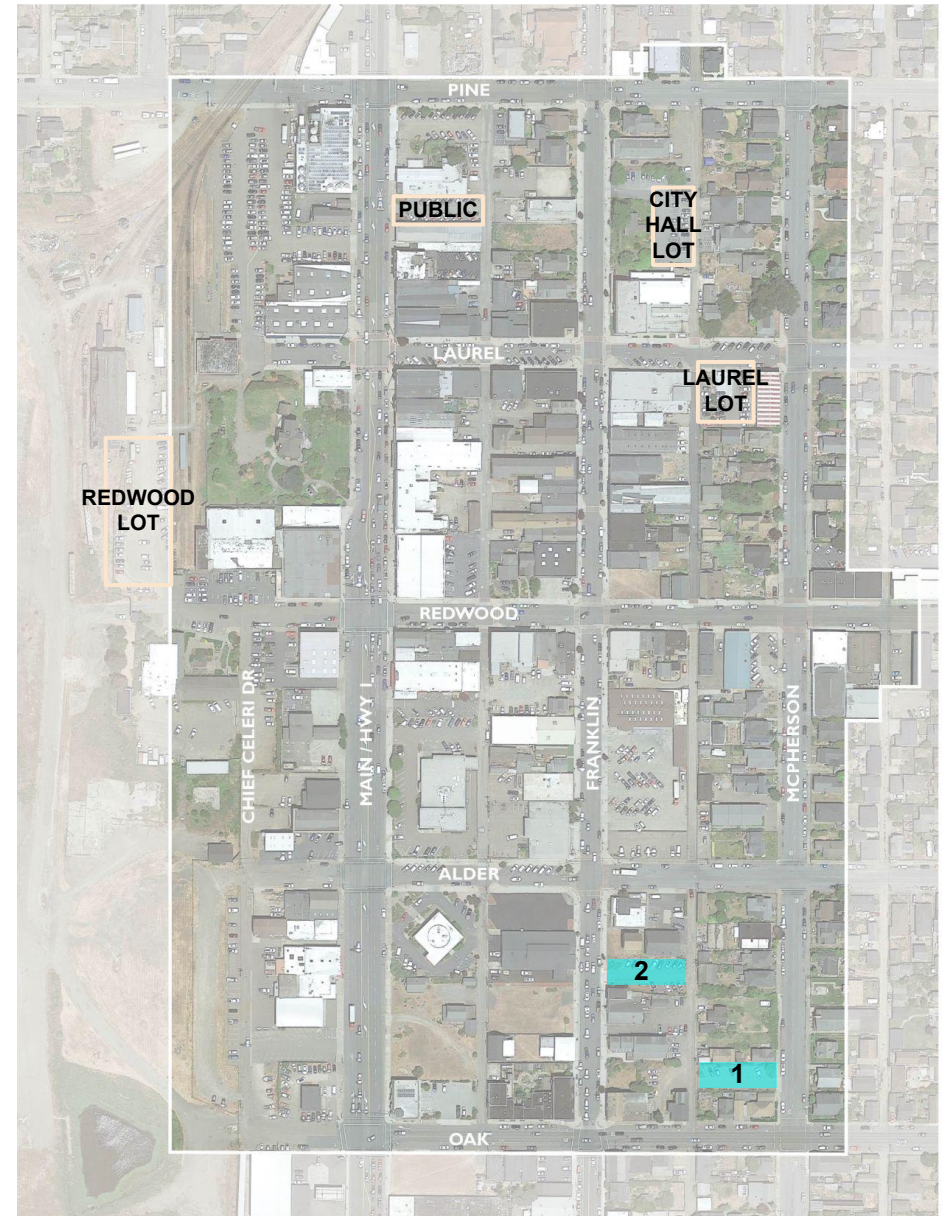 PINE
PUBLIC
CITY
HALL
LOT
LAUREL
LAUREL
LOT
REDWOOD
LOT
REDWOOD
CHIEF CELERI DR
MAIN / HWY 1
FRANKLIN
MCPHERSON
ALDER
2
1
OAK